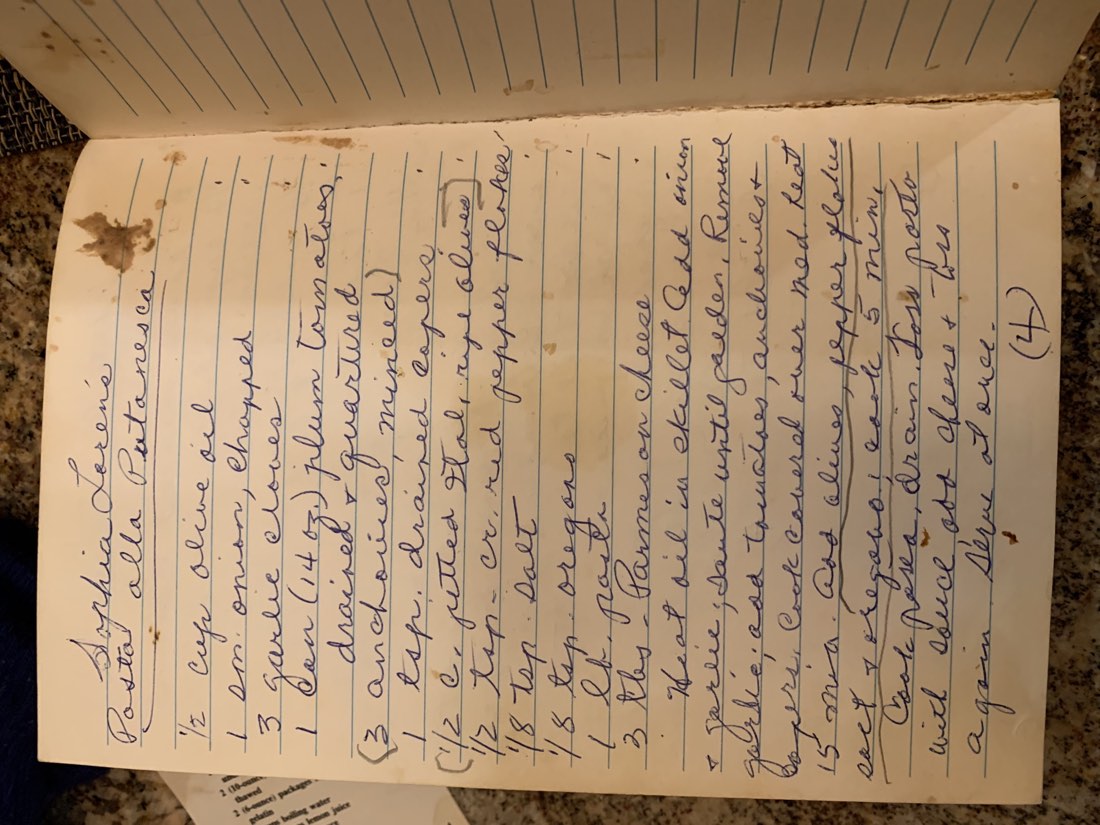 Sophia Loren's
Pasta alla Putanesca
1/2 cup olive oil
1 sm. onion, chopped
3 garlic cloves
1 can (14 oz.) plum tomatoes,
drained & quartired
(3 anchovies, minced)
1 tsp. drained capers
[1/2 c. pitted Ital. ripe olives]
1/2 tsp - cr. red pepper flakes
1/8 tsp. salt
1/8 tsp. oregano
1 lb. pasta
3 tbs - Parmesan cheese
Heat oil in skillet. Add onion
& garlic; saute until golden. Remove
garlic; add tomatoes, anchovies &
capers. Cook covered over med. heat
15 min. Add olives, pepper flakes
salt & oregano; cook 5 min.
Cook pasta, drain. Toss pasta
with sauce, add cheese & toss
again. Serve at once.
(4)